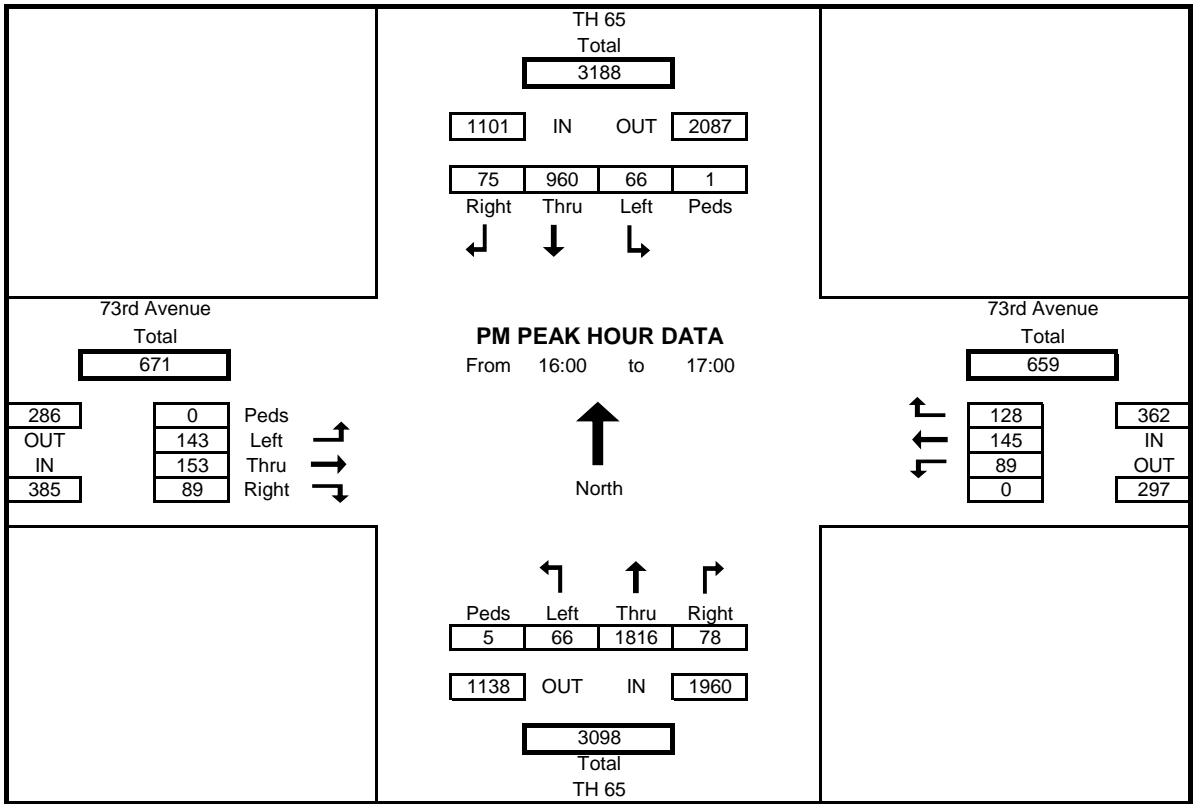 TH 65
Total
3188
1101 IN OUT 2087
75 960 66 1
Right Thru Left Peds
73rd Avenue
Total
671
286 0 Peds
OUT 143 Left
IN 153 Thru
385 89 Right
PM PEAK HOUR DATA
From 16:00 to 17:00
North
73rd Avenue
Total
659
128 362
145 IN
89 OUT
0 297
Peds Left Thru Right
5 66 1816 78
1138 OUT IN 1960
3098
Total
TH 65